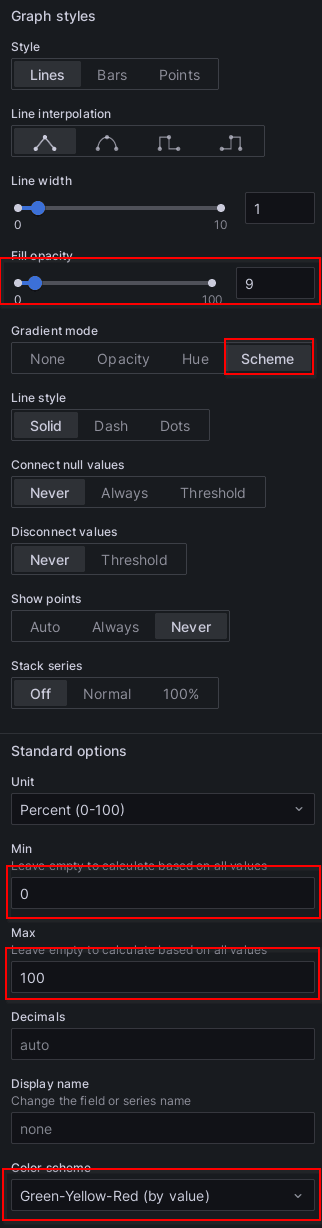 Graph styles
Style
Lines Bars Points
Line interpolation
Line width
1
0 10
Fill opacity
9
0 100
Gradient mode
None Opacity Hue Scheme
Line style
Solid Dash Dots
Connect null values
Never Always Threshold
Disconnect values
Never Threshold
Show points
Auto Always Never
Stack series
Off Normal 100%
Standard options
Unit
Percent (0-100)
Min
Leave empty to calculate based on all values
0
Max
Leave empty to calculate based on all values
100
Decimals
auto
Display name
Change the field or series name
none
Color scheme
Green-Yellow-Red (by value)